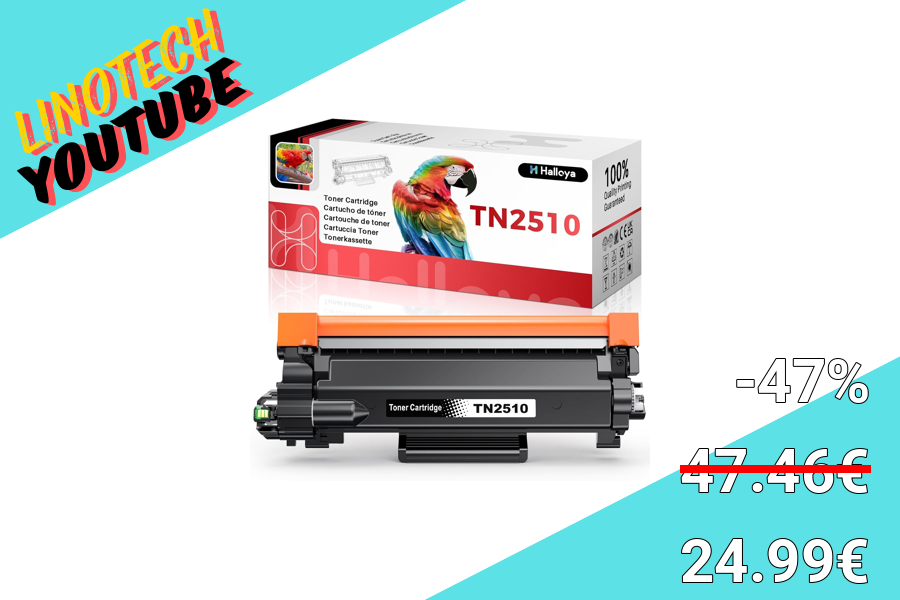 LINOTECH
YOUTUBE
Halloya
100%
Quality Printing
Guaranteed
Toner Cartridge
Cartucho de tóner
Cartouche de toner
Cartuccia Toner
Tonerkassette
TN2510
Halloya
Toner Cartridge TN2510
-47%
47.46€
24.99€